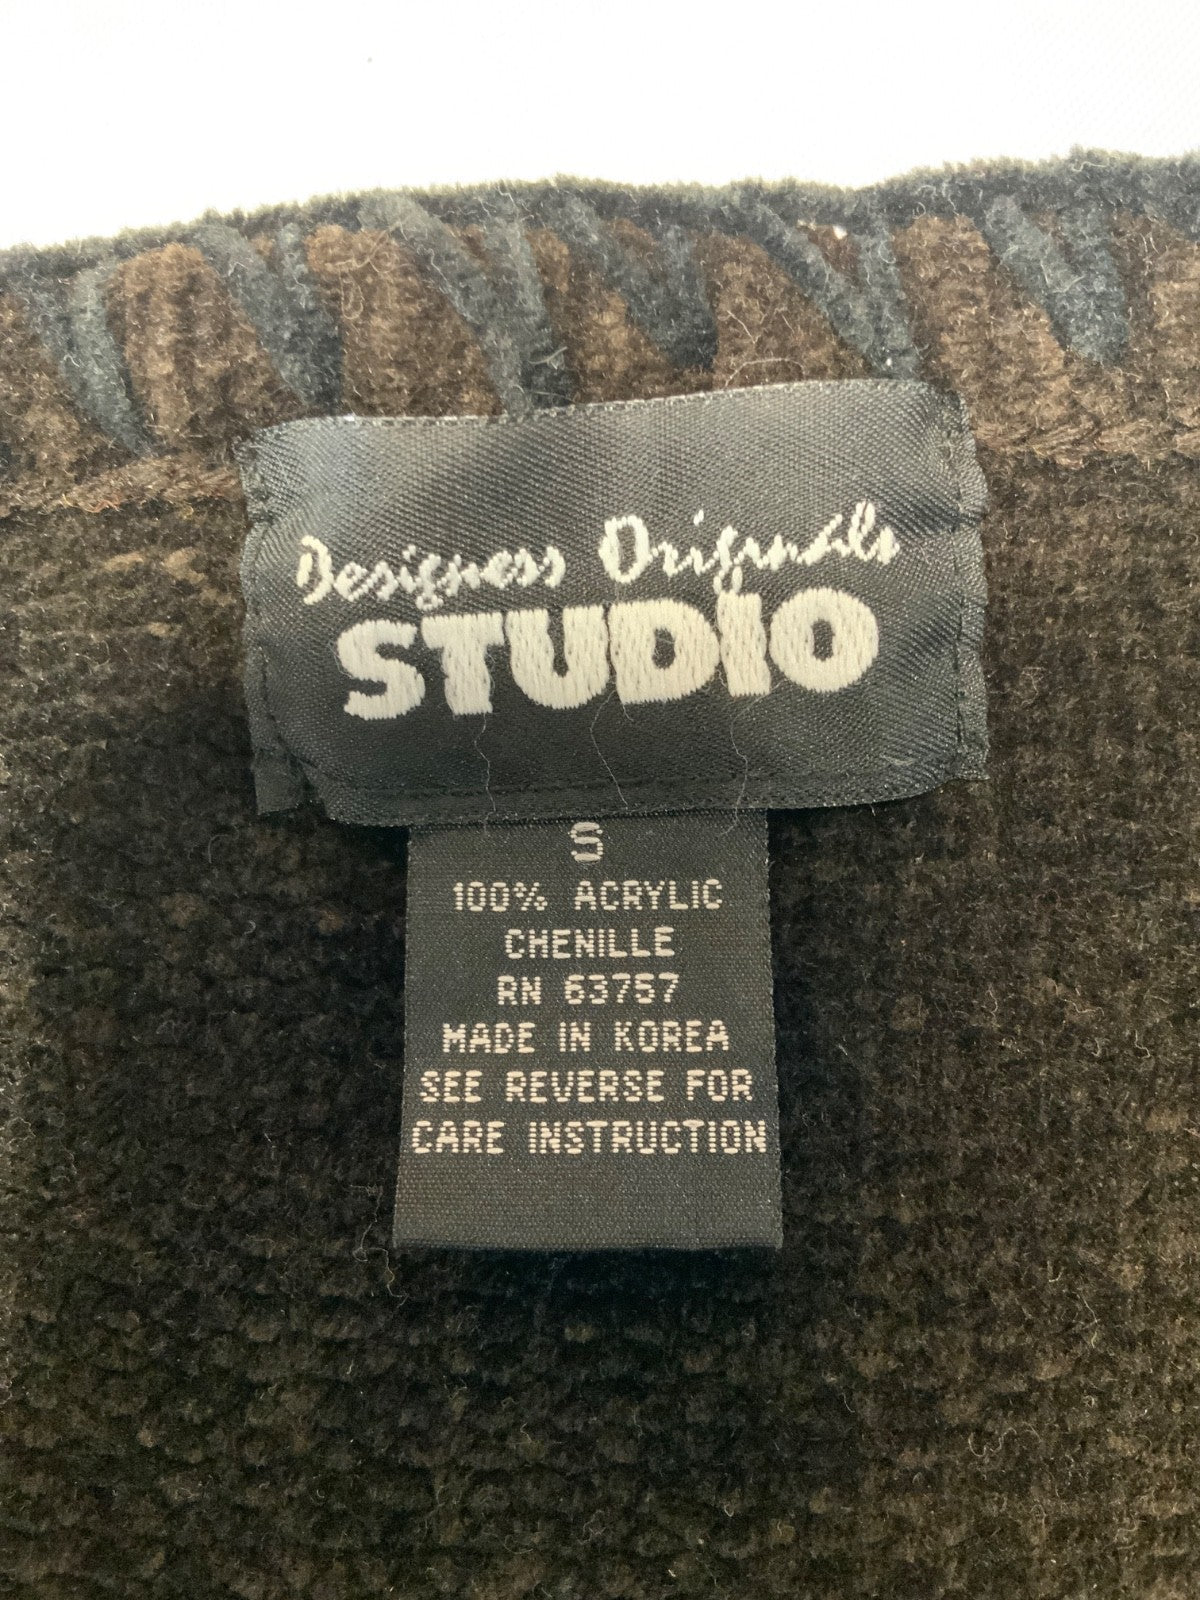 Designers Originals
STUDIO
S
100% ACRYLIC
CHENILLE
RN 63757
MADE IN KOREA
SEE REVERSE FOR
CARE INSTRUCTION